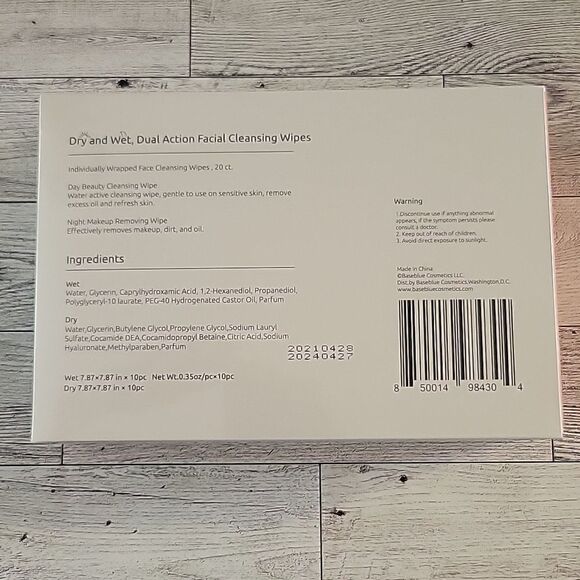 Dry and Wet, Dual Action Facial Cleansing Wipes
Individually Wrapped Face Cleansing Wipes , 20 ct.
Day Beauty Cleansing Wipe
Water active cleansing wipe, gentle to use on sensitive skin, remove
excess oil and refresh skin.
Night Makeup Removing Wipe
Effectively removes makeup, dirt, and oil.
Ingredients
Wet
Water, Glycerin, Caprylhydroxamic Acid, 1,2-Hexanediol, Propanediol,
Polyglyceryl-10 laurate, PEG-40 Hydrogenated Castor Oil, Parfum
Dry
Water,Glycerin,Butylene Glycol,Propylene Glycol,Sodium Lauryl
Sulfate,Cocamide DEA,Cocamidopropyl Betaine,Citric Acid,Sodium
Hyaluronate,Methylparaben,Parfum
20210428
20240427
Wet 7.87×7.87 in × 10pc Net Wt.0.35oz/pc×10pc
Dry 7.87×7.87 in × 10pc
Warning
1.Discontinue use if anything abnormal
appears, if the symptom persists please
consult a doctor.
2. Keep out of reach of children.
3. Avoid direct exposure to sunlight.
Made in China
©Baseblue Cosmetics LLC.
Dist.by Baseblue Cosmetics,Washington,D.C.
www.basebluecosmetics.com
8 50014 98430 4